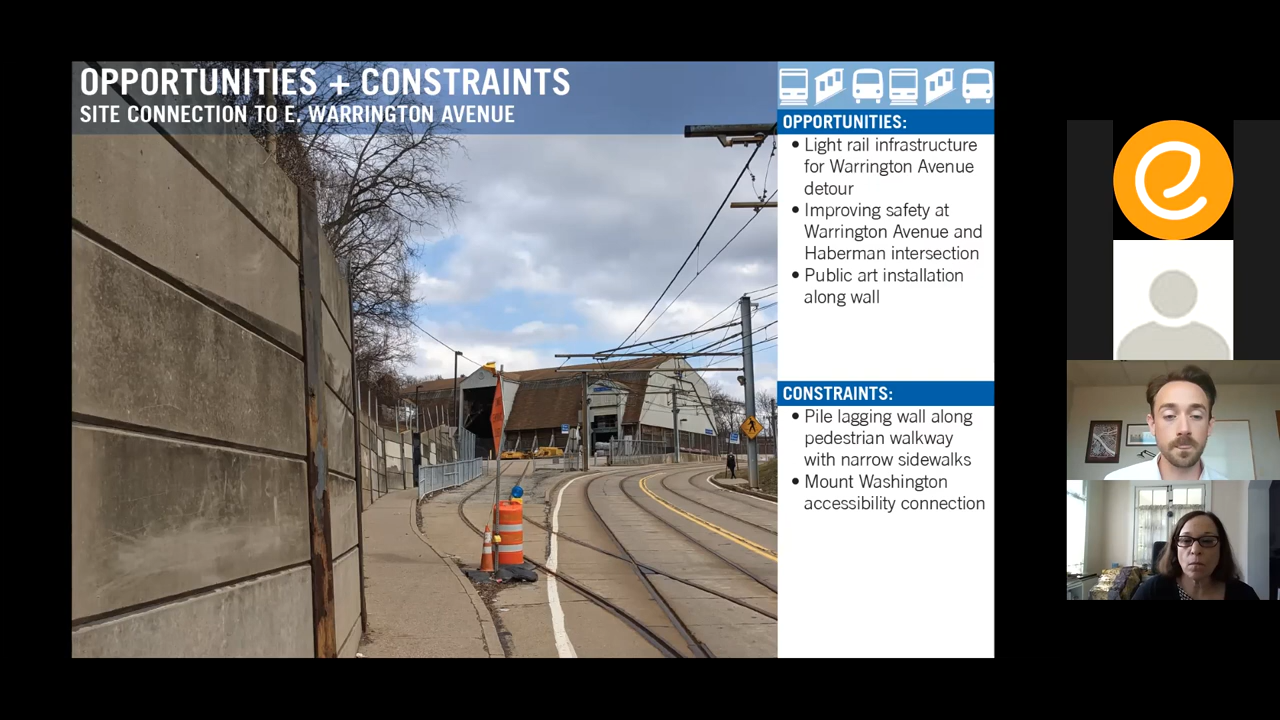 OPPORTUNITIES + CONSTRAINTS
SITE CONNECTION TO E. WARRINGTON AVENUE
OPPORTUNITIES:
• Light rail infrastructure
for Warrington Avenue
detour
• Improving safety at
Warrington Avenue and
Haberman intersection
• Public art installation
along wall
CONSTRAINTS:
• Pile lagging wall along
pedestrian walkway
with narrow sidewalks
• Mount Washington
accessibility connection